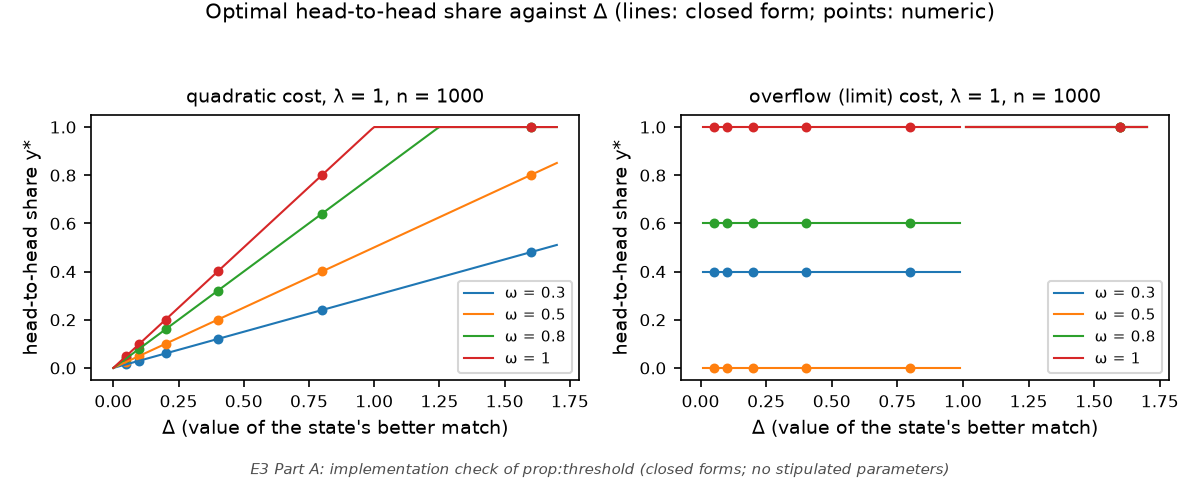 Optimal head-to-head share against Δ (lines: closed form; points: numeric)
quadratic cost, λ = 1, n = 1000
head-to-head share y*
1.0
0.8
0.6
0.4
0.2
0.0
0.00 0.25 0.50 0.75 1.00 1.25 1.50 1.75
Δ (value of the state's better match)
ω = 0.3
ω = 0.5
ω = 0.8
ω = 1
overflow (limit) cost, λ = 1, n = 1000
head-to-head share y*
1.0
0.8
0.6
0.4
0.2
0.0
0.00 0.25 0.50 0.75 1.00 1.25 1.50 1.75
Δ (value of the state's better match)
ω = 0.3
ω = 0.5
ω = 0.8
ω = 1
E3 Part A: implementation check of prop:threshold (closed forms; no stipulated parameters)